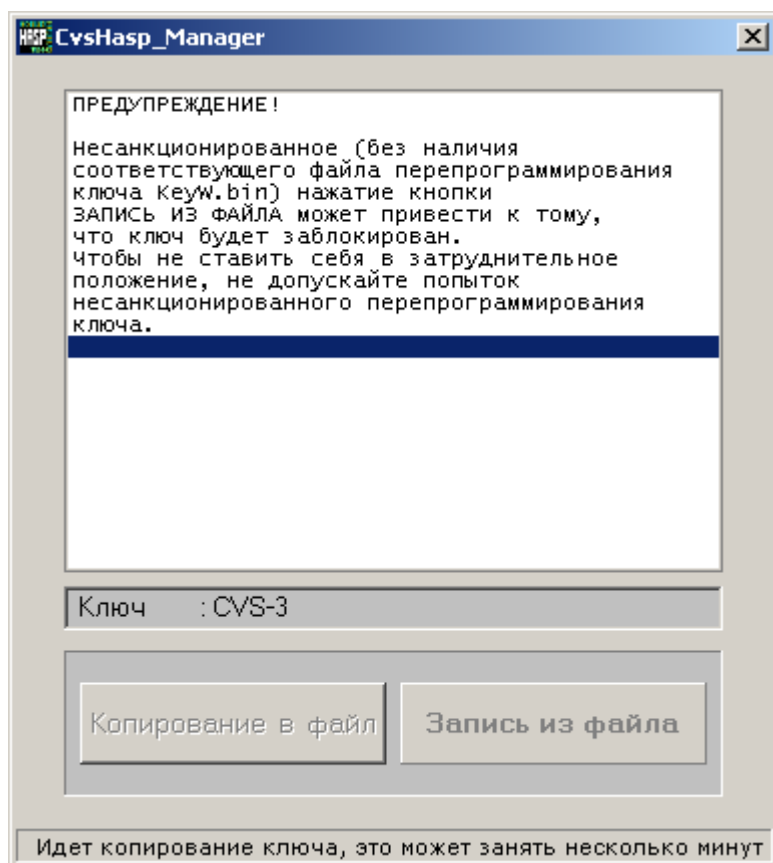 HASP
CvsHasp_Manager
ПРЕДУПРЕЖДЕНИЕ!
Несанкционированное (без наличия
соответствующего файла перепрограммирования
ключа KeyW.bin) нажатие кнопки
ЗАПИСЬ ИЗ ФАЙЛА может привести к тому,
что ключ будет заблокирован.
Чтобы не ставить себя в затруднительное
положение, не допускайте попыток
несанкционированного перепрограммирования
ключа.
Ключ : CVS-3
Копирование в файл
Запись из файла
Идет копирование ключа, это может занять несколько минут